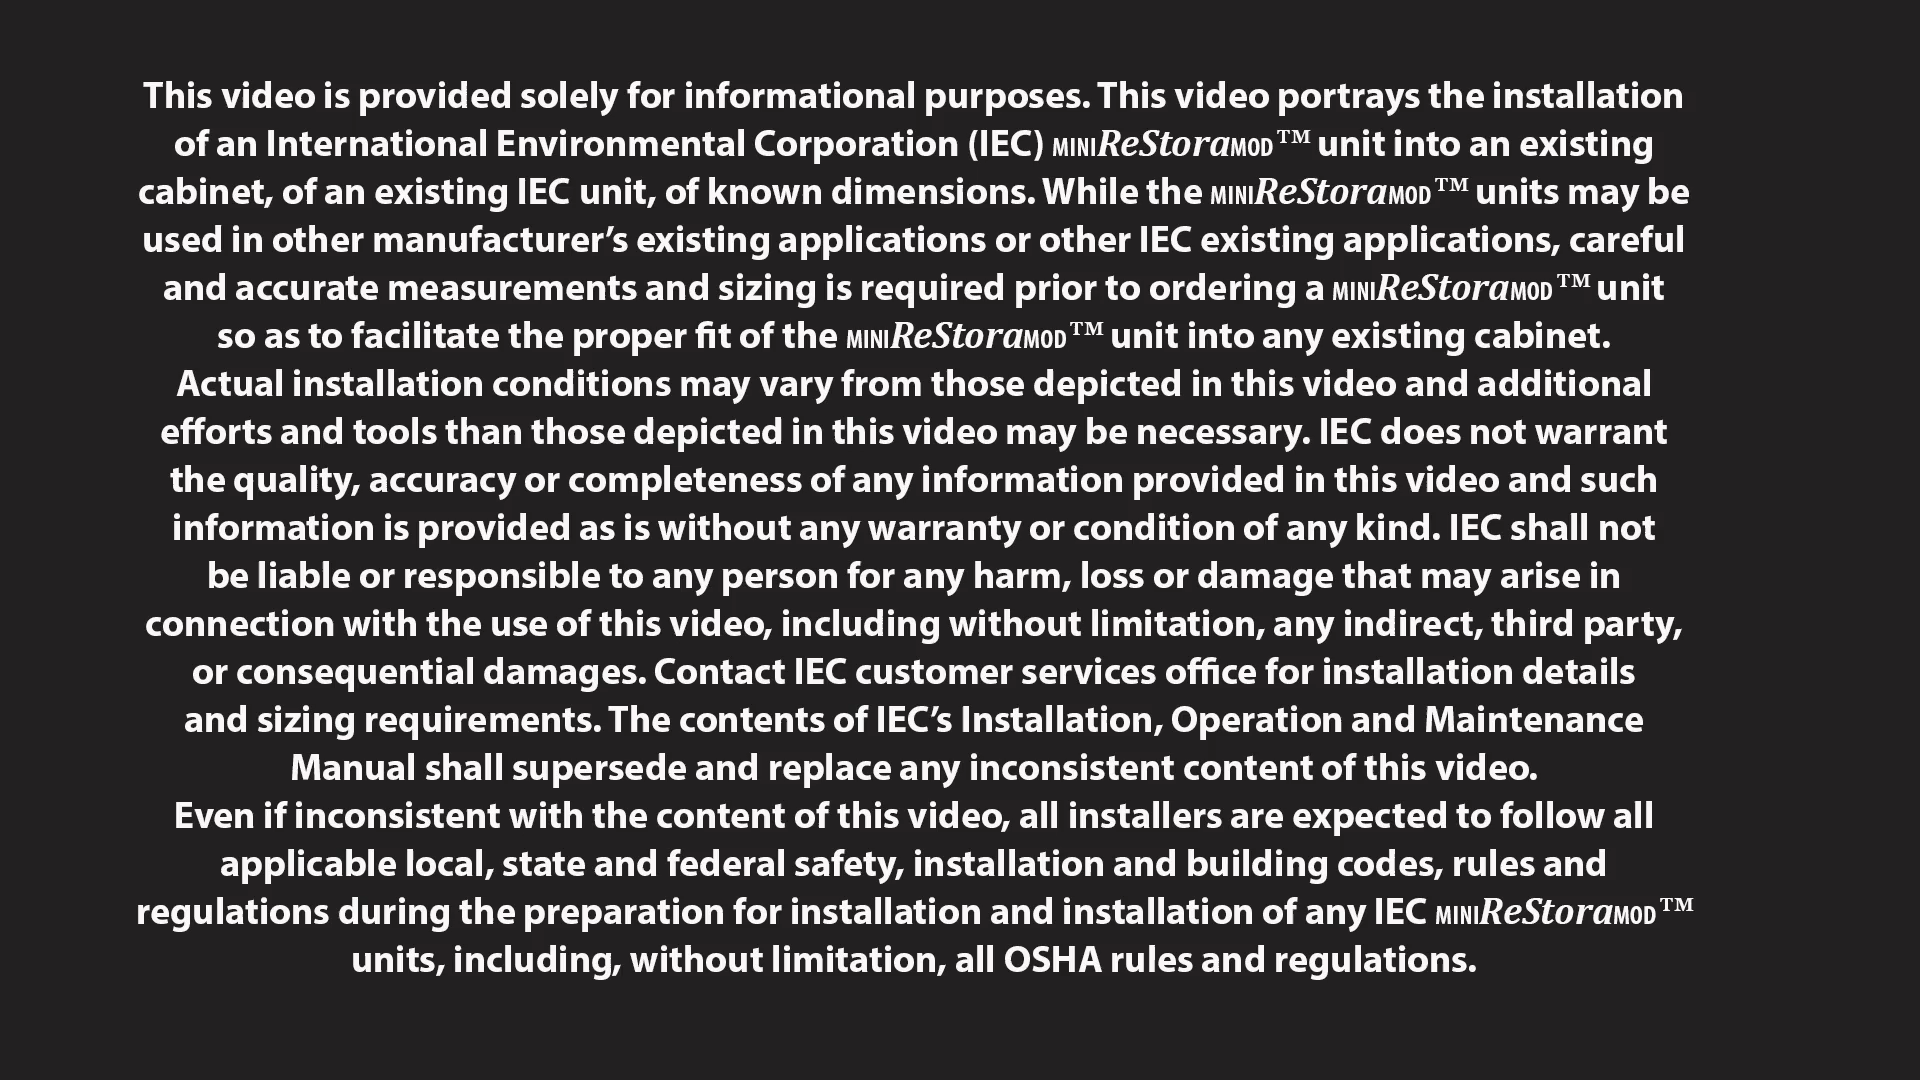 This video is provided solely for informational purposes. This video portrays the installation
of an International Environmental Corporation (IEC) MINIReStoraMOD™ unit into an existing
cabinet, of an existing IEC unit, of known dimensions. While the MINIReStoraMOD™ units may be
used in other manufacturer’s existing applications or other IEC existing applications, careful
and accurate measurements and sizing is required prior to ordering a MINIReStoraMOD™ unit
so as to facilitate the proper fit of the MINIReStoraMOD™ unit into any existing cabinet.
Actual installation conditions may vary from those depicted in this video and additional
efforts and tools than those depicted in this video may be necessary. IEC does not warrant
the quality, accuracy or completeness of any information provided in this video and such
information is provided as is without any warranty or condition of any kind. IEC shall not
be liable or responsible to any person for any harm, loss or damage that may arise in
connection with the use of this video, including without limitation, any indirect, third party,
or consequential damages. Contact IEC customer services office for installation details
and sizing requirements. The contents of IEC’s Installation, Operation and Maintenance
Manual shall supersede and replace any inconsistent content of this video.
Even if inconsistent with the content of this video, all installers are expected to follow all
applicable local, state and federal safety, installation and building codes, rules and
regulations during the preparation for installation and installation of any IEC MINIReStoraMOD™
units, including, without limitation, all OSHA rules and regulations.